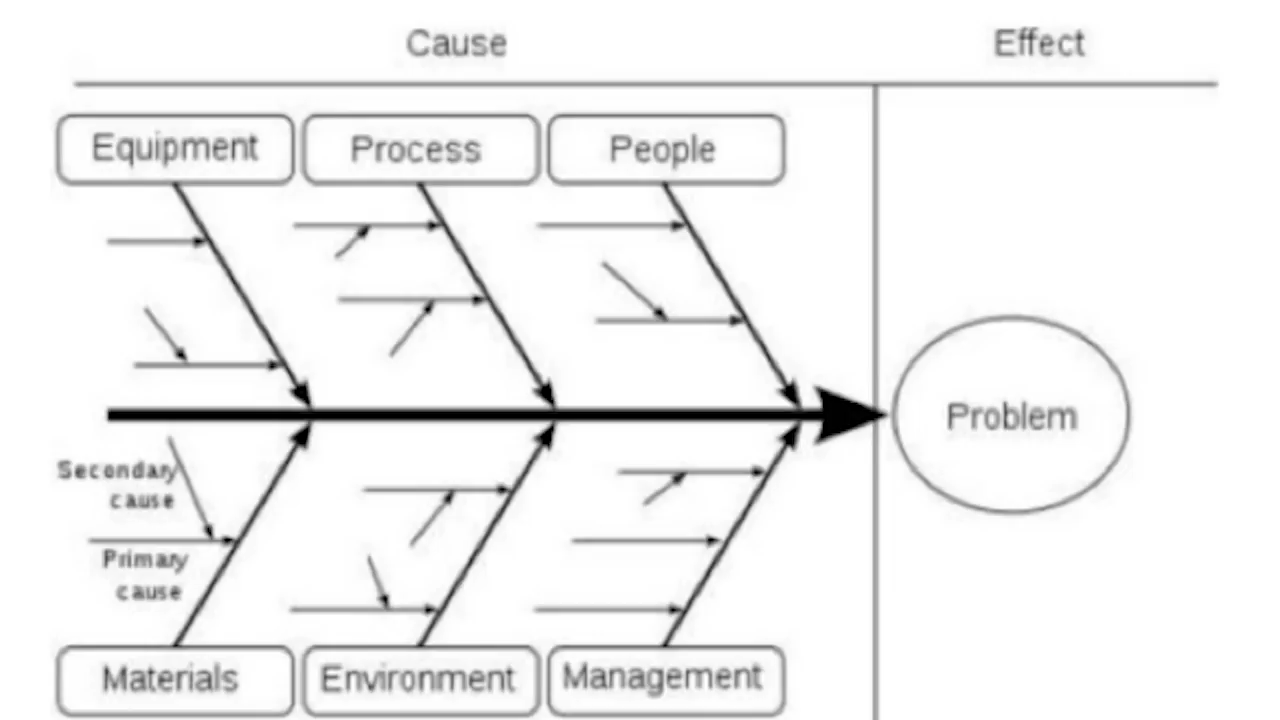 Cause
Effect
Equipment
Process
People
Problem
Secondary
cause
Primary
cause
Materials
Environment
Management